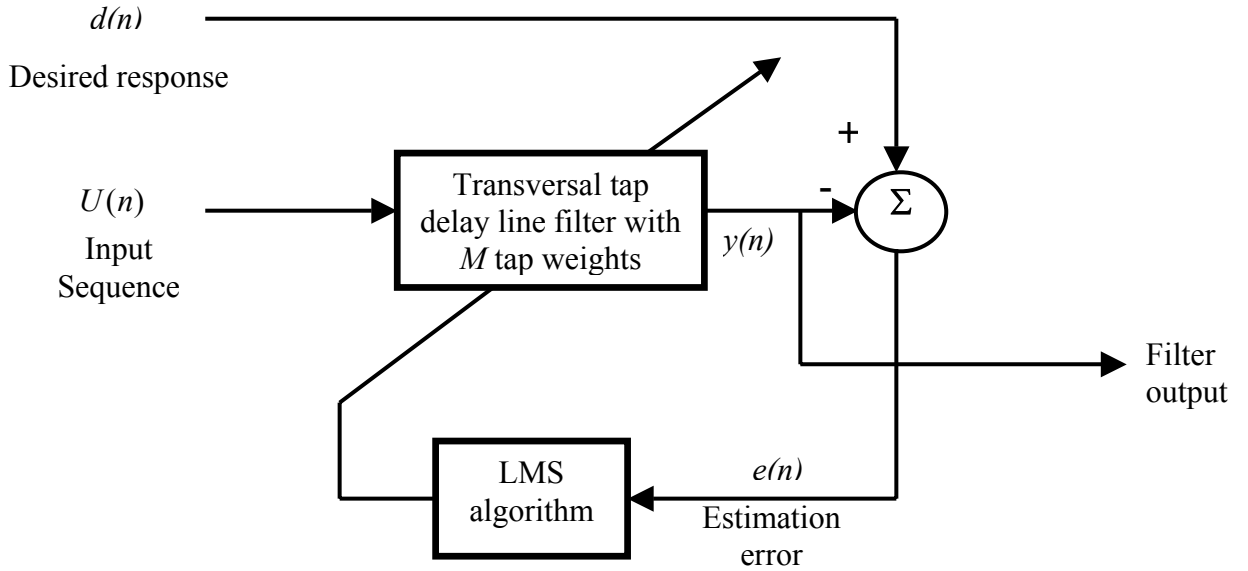 d(n)
Desired response
+
U(n)
Input
Sequence
Transversal tap
delay line filter with
M tap weights
-
Σ
y(n)
Filter
output
LMS
algorithm
e(n)
Estimation
error